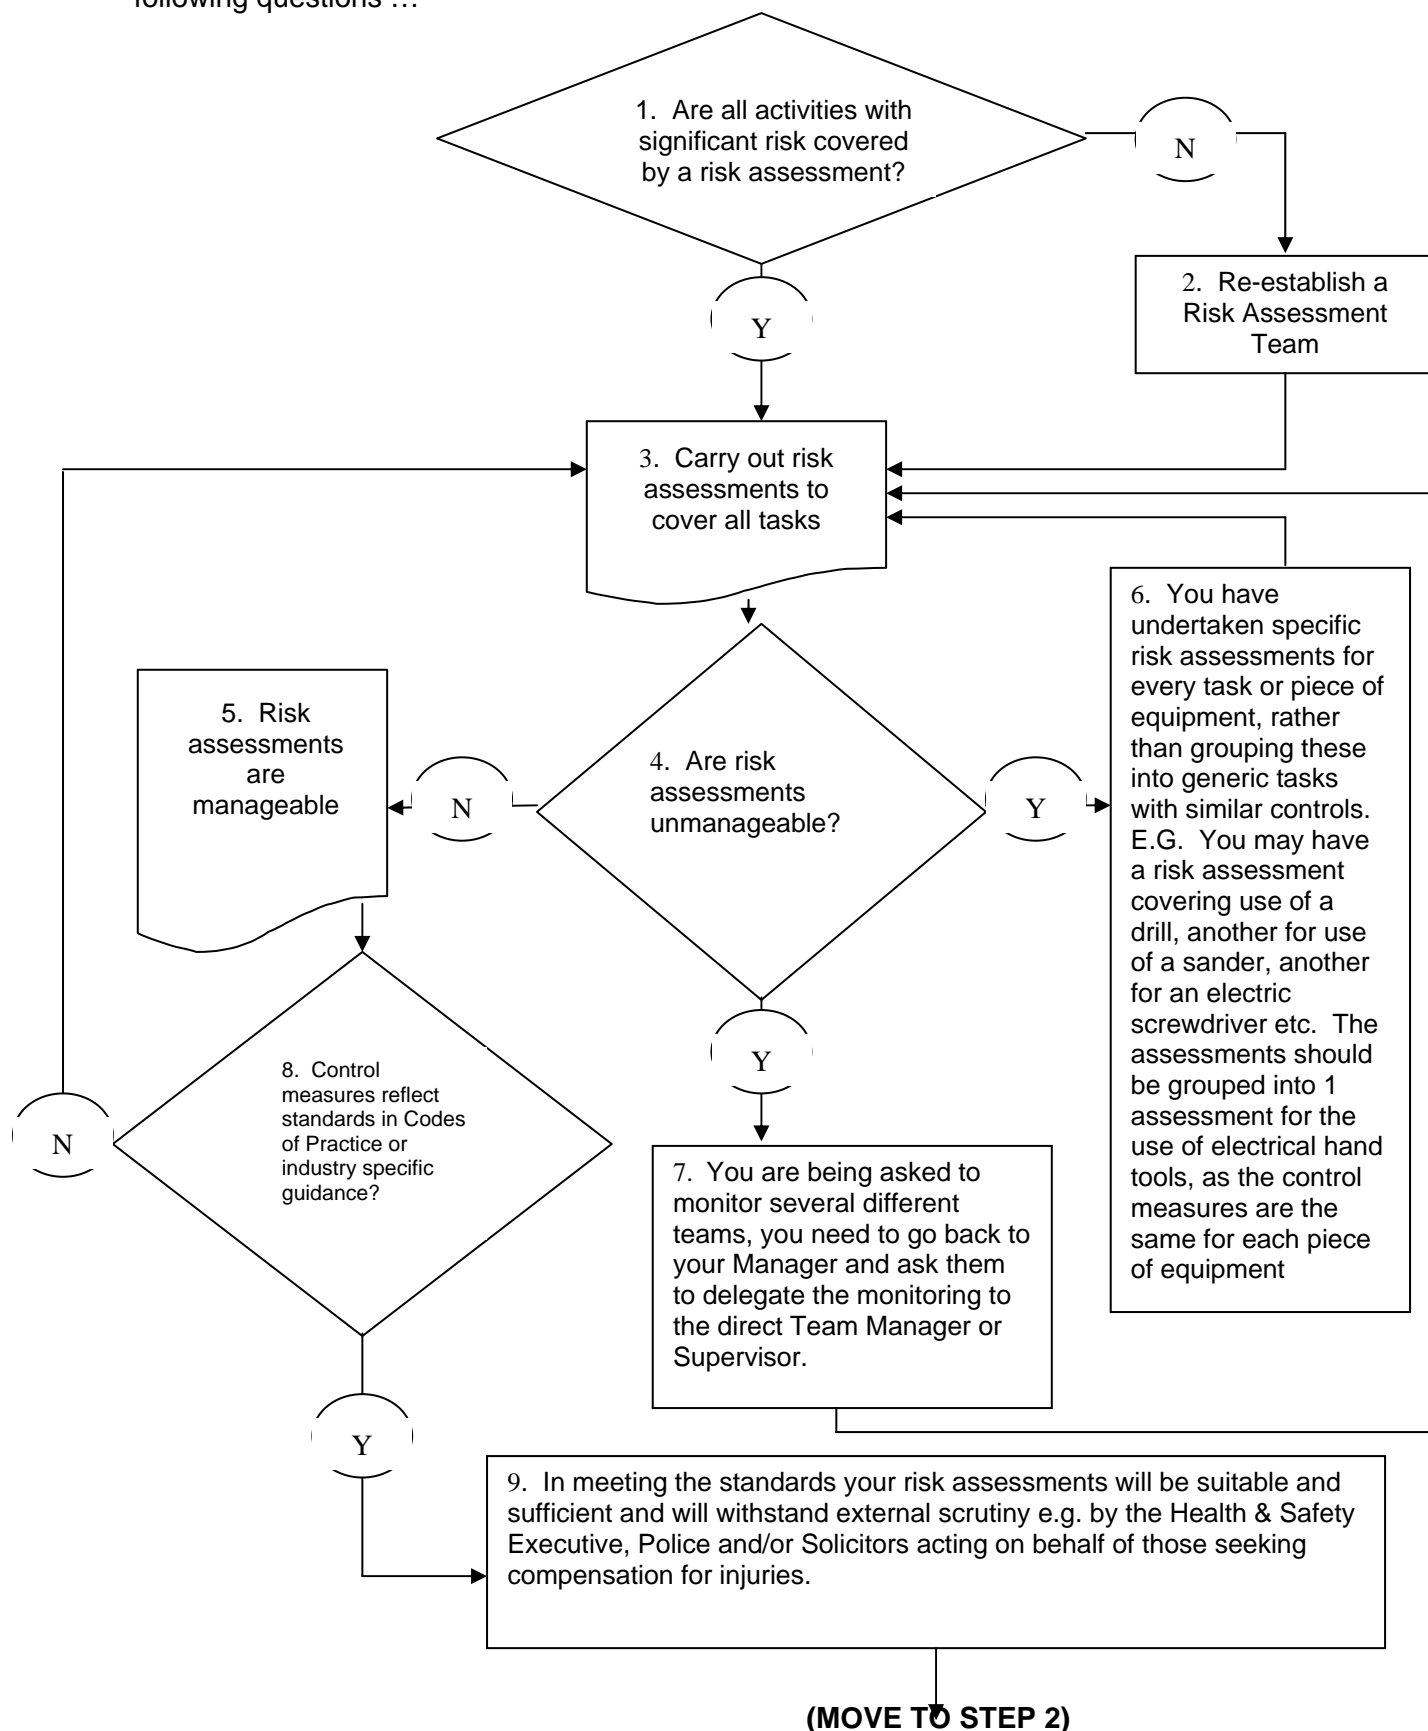 following questions …
1. Are all activities with
significant risk covered
by a risk assessment?
N
2. Re-establish a
Risk Assessment
Team
Y
3. Carry out risk
assessments to
cover all tasks
4. Are risk
assessments
unmanageable?
N
5. Risk
assessments
are
manageable
Y
6. You have
undertaken specific
risk assessments for
every task or piece of
equipment, rather
than grouping these
into generic tasks
with similar controls.
E.G. You may have
a risk assessment
covering use of a
drill, another for use
of a sander, another
for an electric
screwdriver etc. The
assessments should
be grouped into 1
assessment for the
use of electrical hand
tools, as the control
measures are the
same for each piece
of equipment
Y
7. You are being asked to
monitor several different
teams, you need to go back to
your Manager and ask them
to delegate the monitoring to
the direct Team Manager or
Supervisor.
8. Control
measures reflect
standards in Codes
of Practice or
industry specific
guidance?
N
Y
9. In meeting the standards your risk assessments will be suitable and
sufficient and will withstand external scrutiny e.g. by the Health & Safety
Executive, Police and/or Solicitors acting on behalf of those seeking
compensation for injuries.
(MOVE TO STEP 2)